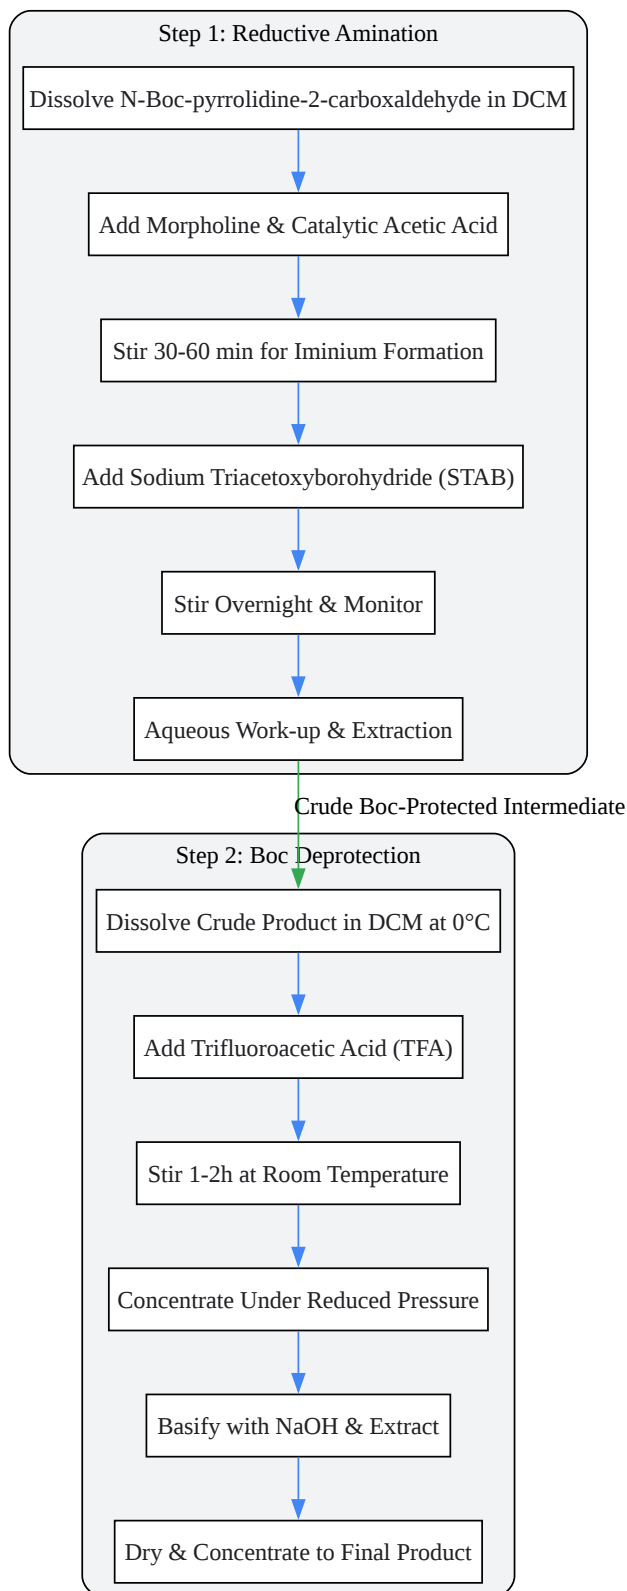 Step 1: Reductive Amination
Dissolve N-Boc-pyrrolidine-2-carboxaldehyde in DCM
Add Morpholine & Catalytic Acetic Acid
Stir 30-60 min for Iminium Formation
Add Sodium Triacetoxyborohydride (STAB)
Stir Overnight & Monitor
Aqueous Work-up & Extraction
Crude Boc-Protected Intermediate
Step 2: Boc Deprotection
Dissolve Crude Product in DCM at 0°C
Add Trifluoroacetic Acid (TFA)
Stir 1-2h at Room Temperature
Concentrate Under Reduced Pressure
Basify with NaOH & Extract
Dry & Concentrate to Final Product